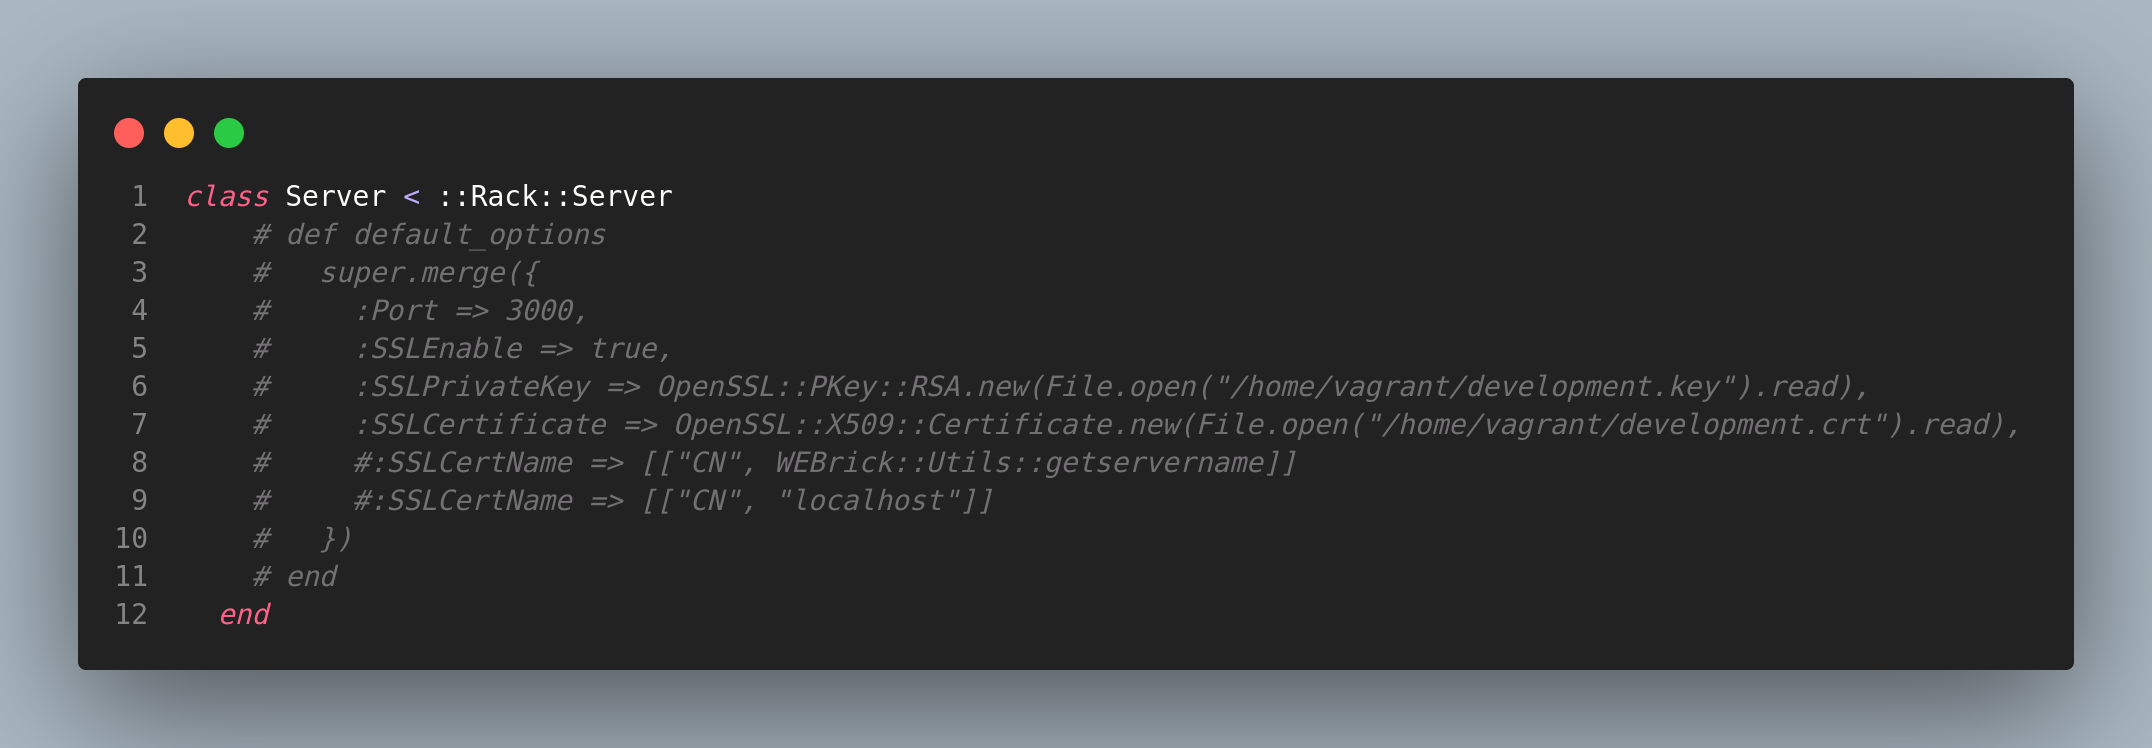 1 class Server < ::Rack::Server
2     # def default_options
3     #   super.merge({
4     #     :Port => 3000,
5     #     :SSLEnable => true,
6     #     :SSLPrivateKey => OpenSSL::PKey::RSA.new(File.open("/home/vagrant/development.key").read),
7     #     :SSLCertificate => OpenSSL::X509::Certificate.new(File.open("/home/vagrant/development.crt").read),
8     #     #:SSLCertName => [["CN", WEBrick::Utils::getservername]]
9     #     #:SSLCertName => [["CN", "localhost"]]
10     #   })
11     # end
12   end